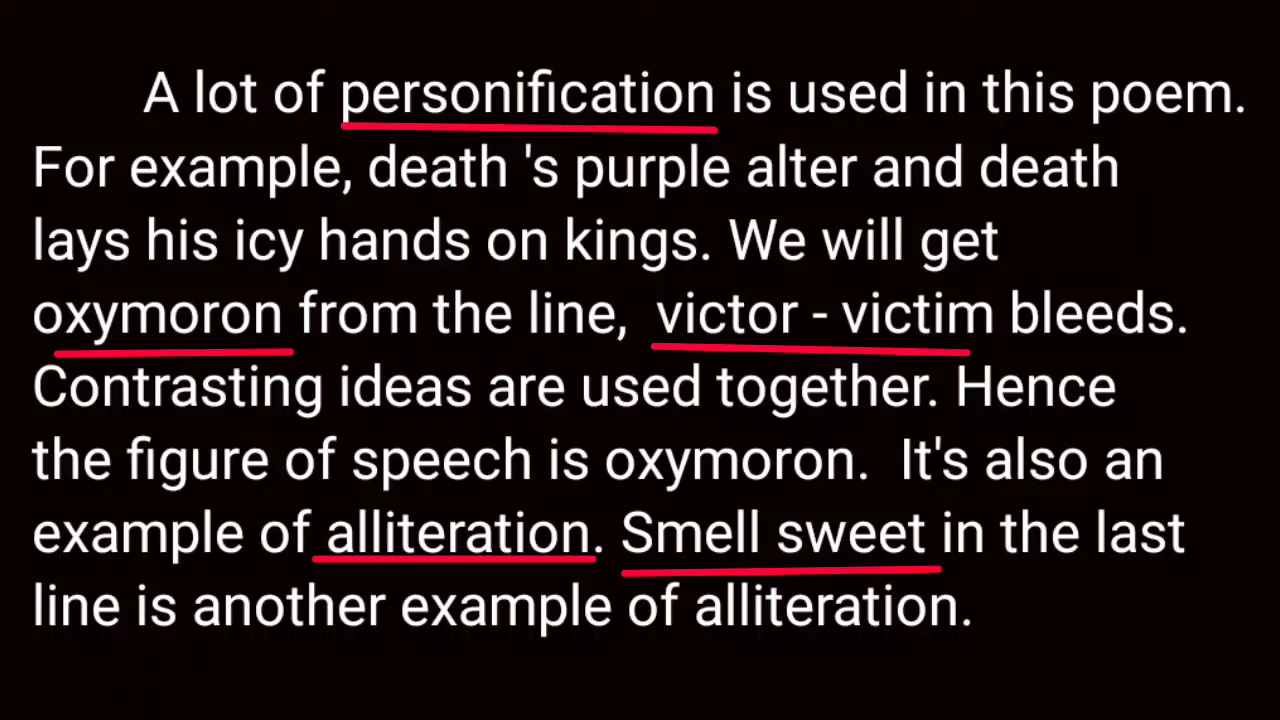 A lot of personification is used in this poem.
For example, death 's purple alter and death
lays his icy hands on kings. We will get
oxymoron from the line, victor - victim bleeds.
Contrasting ideas are used together. Hence
the figure of speech is oxymoron. It's also an
example of alliteration. Smell sweet in the last
line is another example of alliteration.